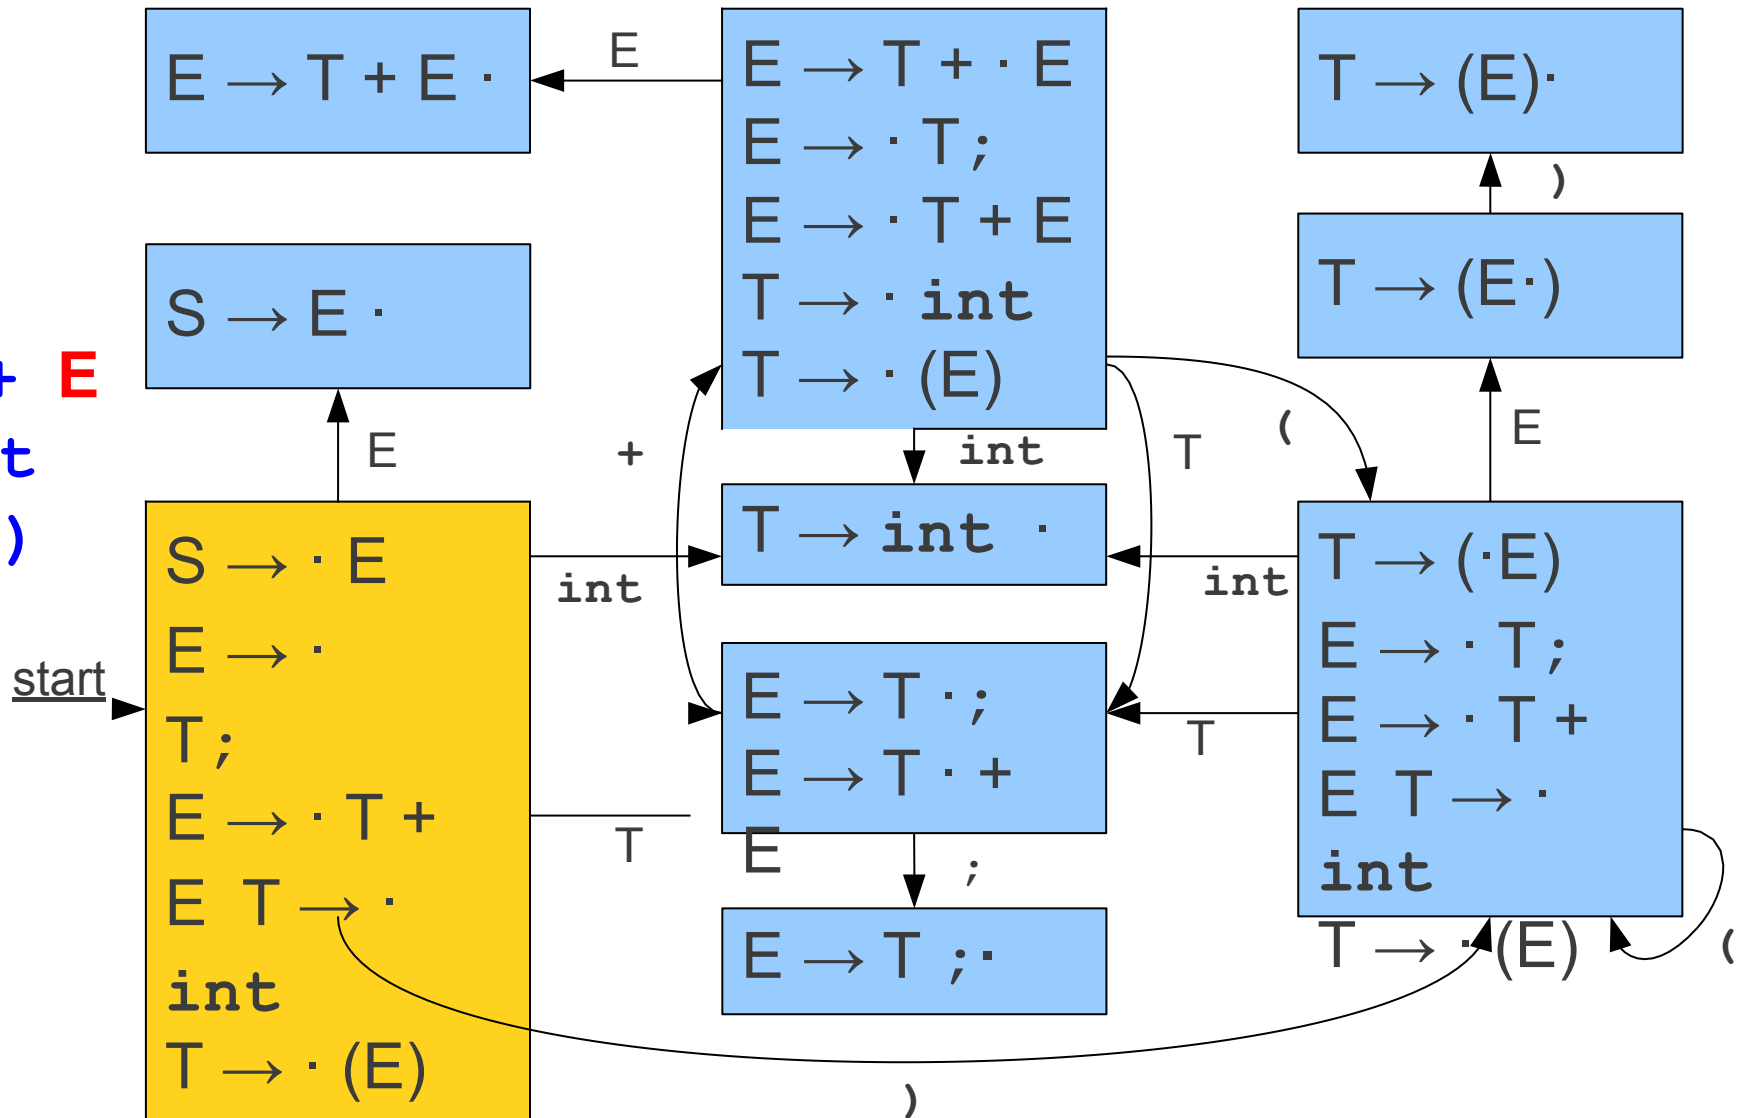 E → T + E ·
E
E → T + · E
E → · T ;
E → · T + E
T → · int
T → · (E)
T → (E)·
)
T → (E·)
S → E ·
+ E
t
)
E
+
int
T
(
E
T → int ·
S → · E
E → ·
T ;
E → · T +
E T → ·
int
T → · (E)
start
int
int
T → (·E)
E → · T ;
E → · T +
E T → ·
int
T → · (E)
E → T · ;
E → T · +
E
T
T
;
(
E → T ; ·
)